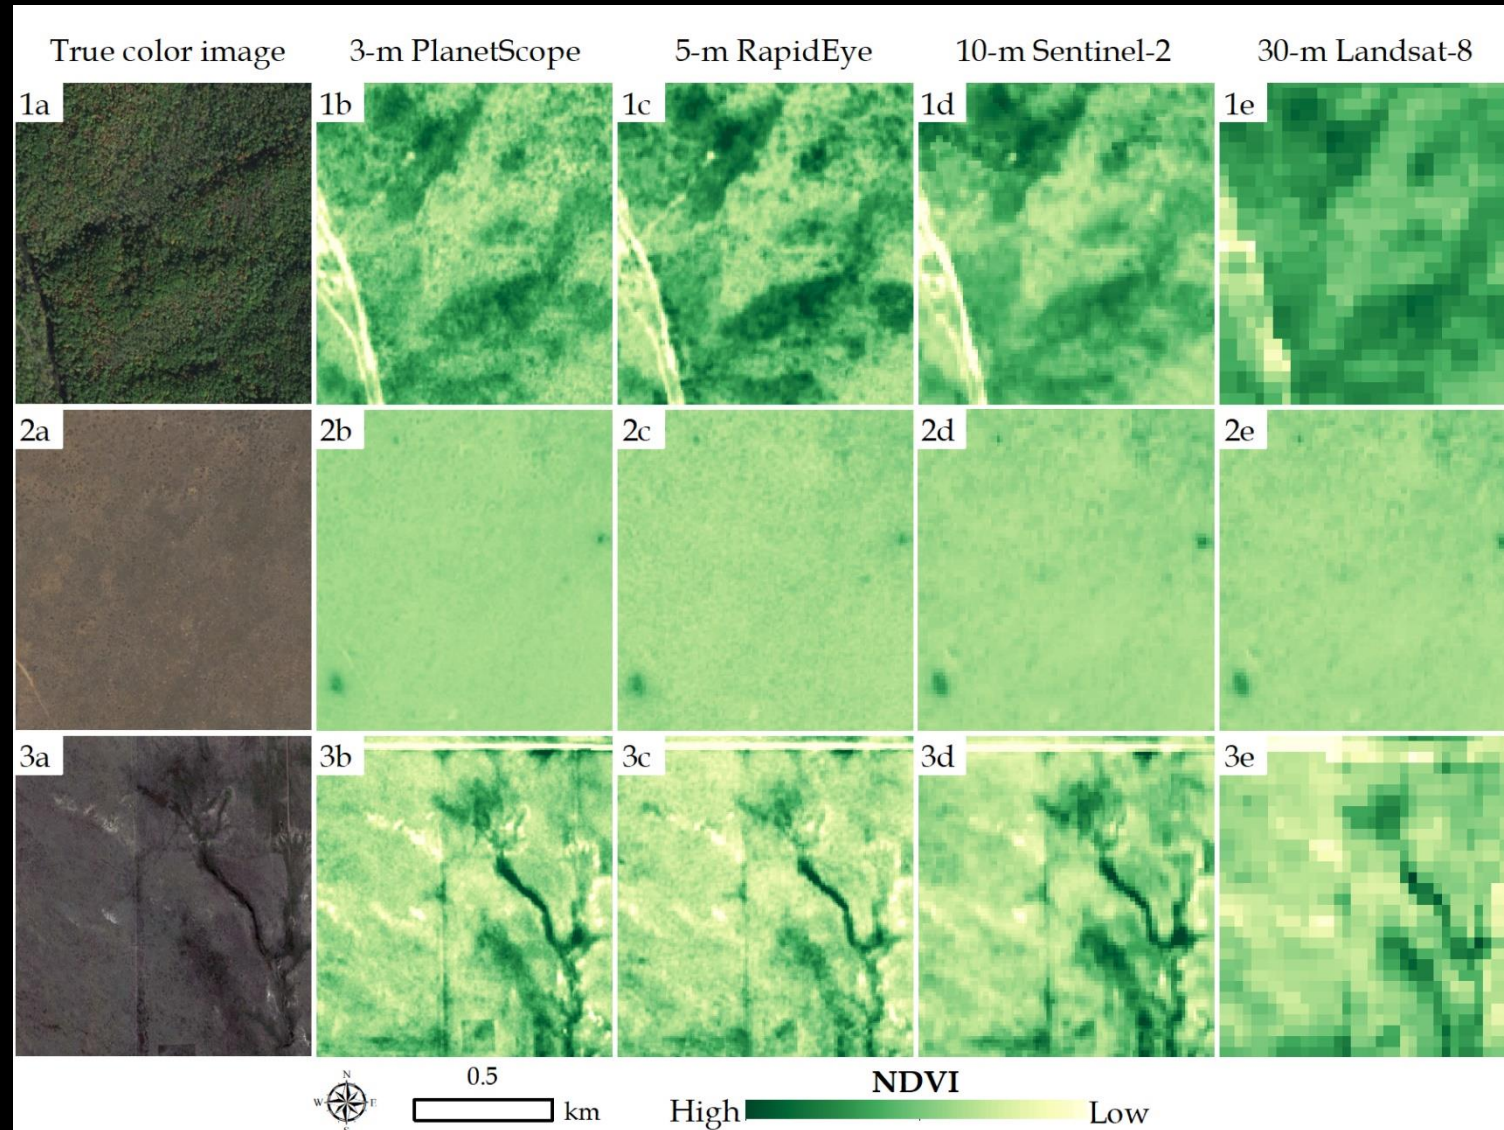 True color image 3-m PlanetScope 5-m RapidEye 10-m Sentinel-2 30-m Landsat-8
1a 1b 1c 1d 1e
2a 2b 2c 2d 2e
3a 3b 3c 3d 3e
N
W E
S
0.5
km
NDVI
High Low